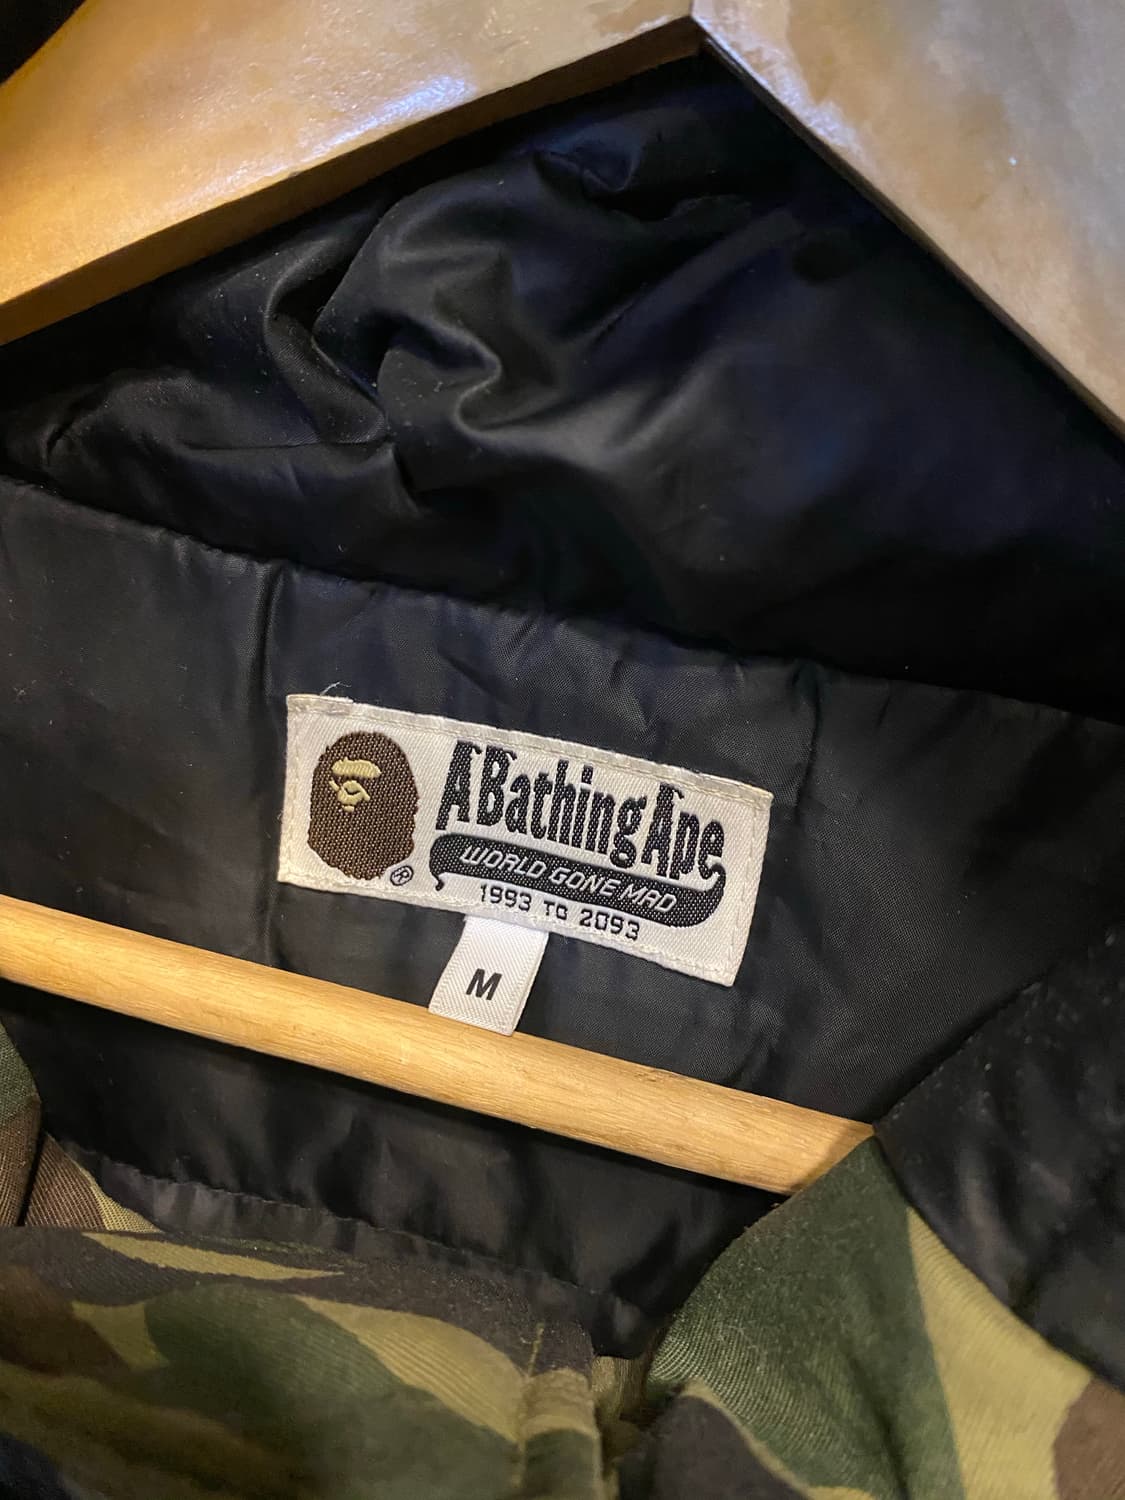 A Bathing Ape
WORLD GONE MAD
1993 TO 2093
®
M